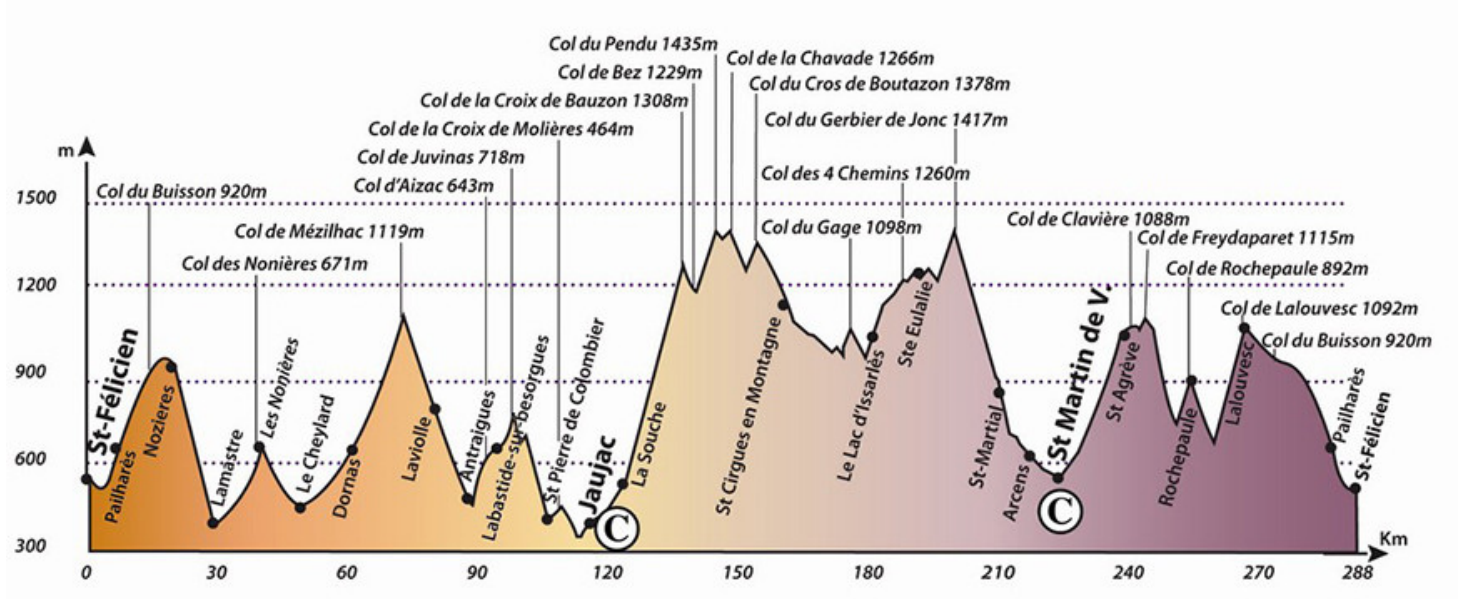 Col du Pendu 1435m
Col de la Chavade 1266m
Col de Bez 1229m
Col du Cros de Boutazon 1378m
Col de la Croix de Bauzon 1308m
Col du Gerbier de Jonc 1417m
Col de la Croix de Molières 464m
m
Col de Juvinas 718m
Col des 4 Chemins 1260m
Col d'Aizac 643m
Col du Buisson 920m
1500
Col de Clavière 1088m
Col du Gage 1098m
Col de Mézilhac 1119m
Col de Freydaparet 1115m
Col des Nonières 671m
Col de Rochepaule 892m
1200
Col de Lalouvesc 1092m
Col du Buisson 920m
900
600
300
St-Félicien
Pailharès
Nozieres
Lamastre
Les Nonières
Le Cheylard
Dornas
Laviolle
Antraigues
Labastide-sur-besorgues
St Pierre de Colombier
Jaujac
C
La Souche
St Cirgues en Montagne
Le Lac d'Issarlès
Ste Eulalie
St-Martial
Arcens
St Martin de V.
C
St Agrève
Rochepaule
Lalouvesc
Pailharès
St-Félicien
Km
0 30 60 90 120 150 180 210 240 270 288